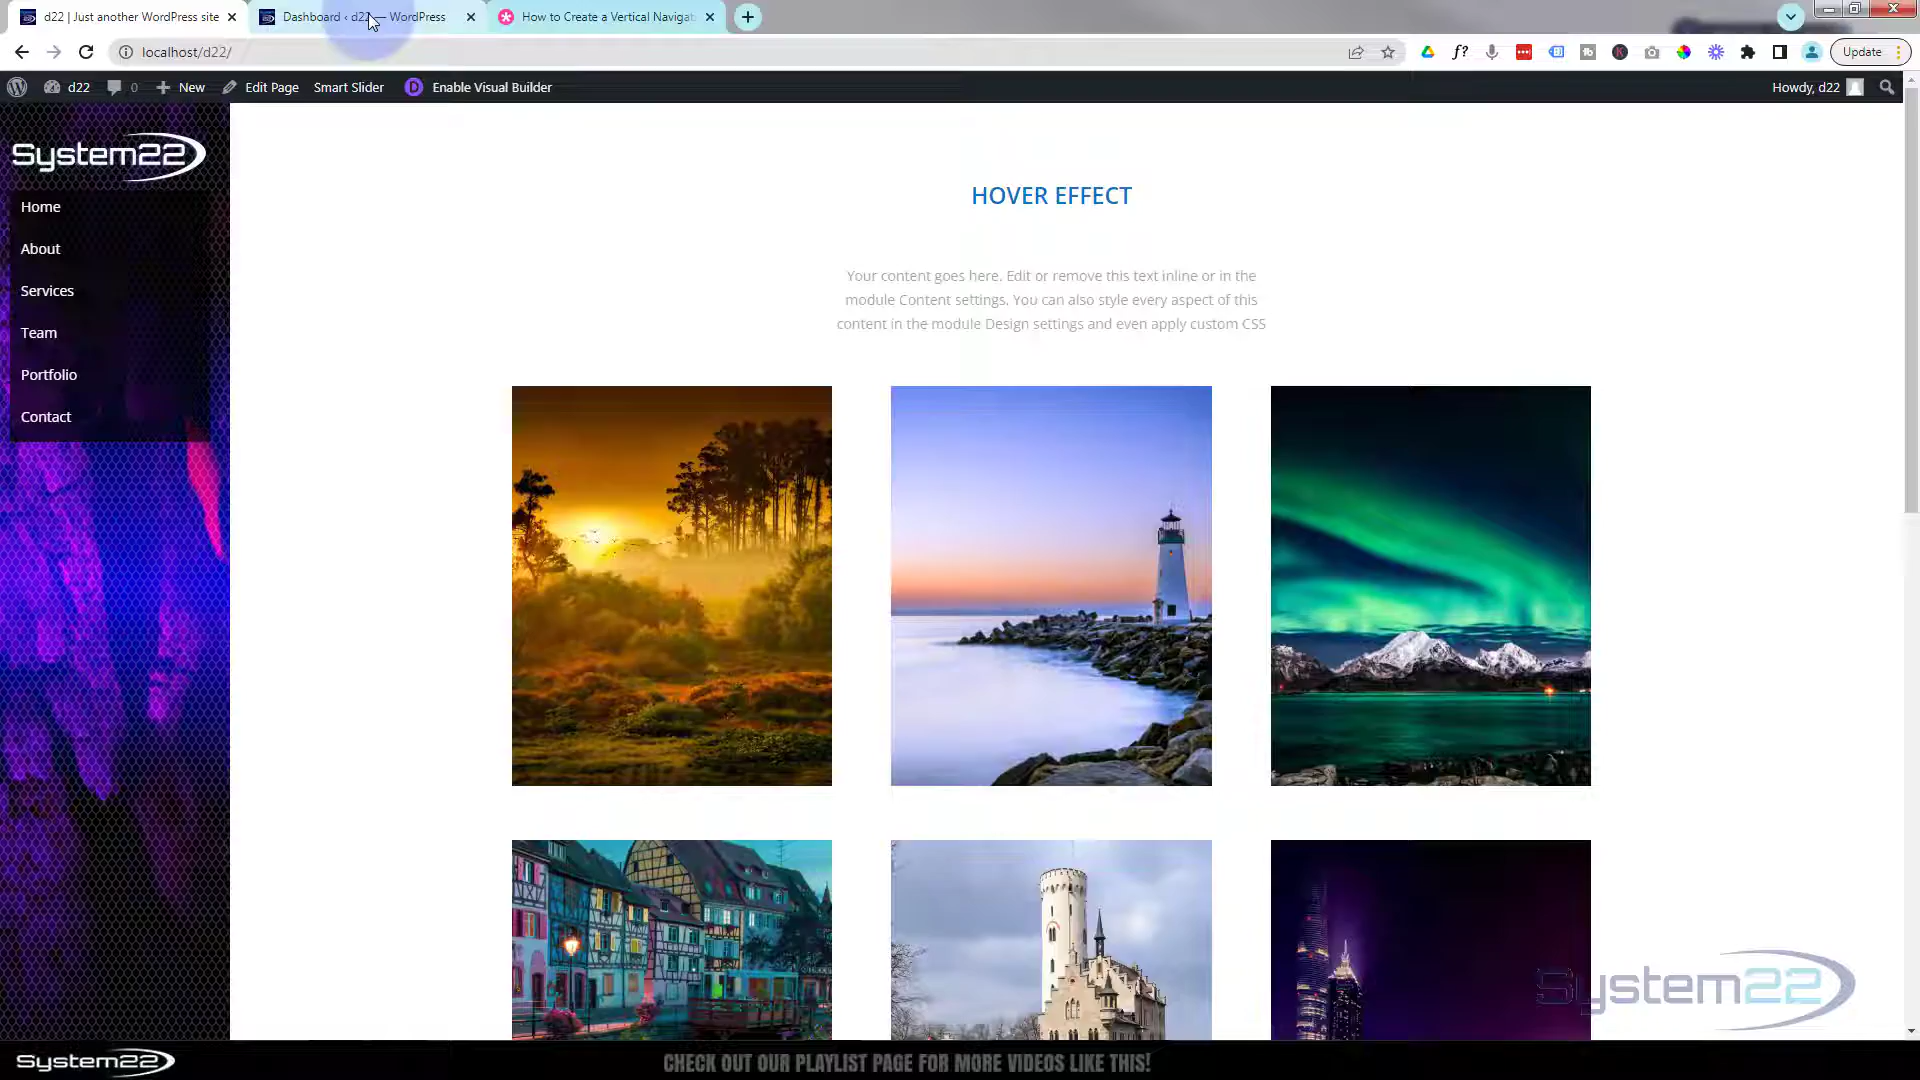 d22 | Just another WordPress site
Dashboard ‹ d22 — WordPress
How to Create a Vertical Navigat
localhost/d22/
f?
Update
d22
0
New
Edit Page
Smart Slider
D
Enable Visual Builder
Howdy, d22
System22
Home
About
Services
Team
Portfolio
Contact
HOVER EFFECT
Your content goes here. Edit or remove this text inline or in the
module Content settings. You can also style every aspect of this
content in the module Design settings and even apply custom CSS
System22
System22
CHECK OUT OUR PLAYLIST PAGE FOR MORE VIDEOS LIKE THIS!